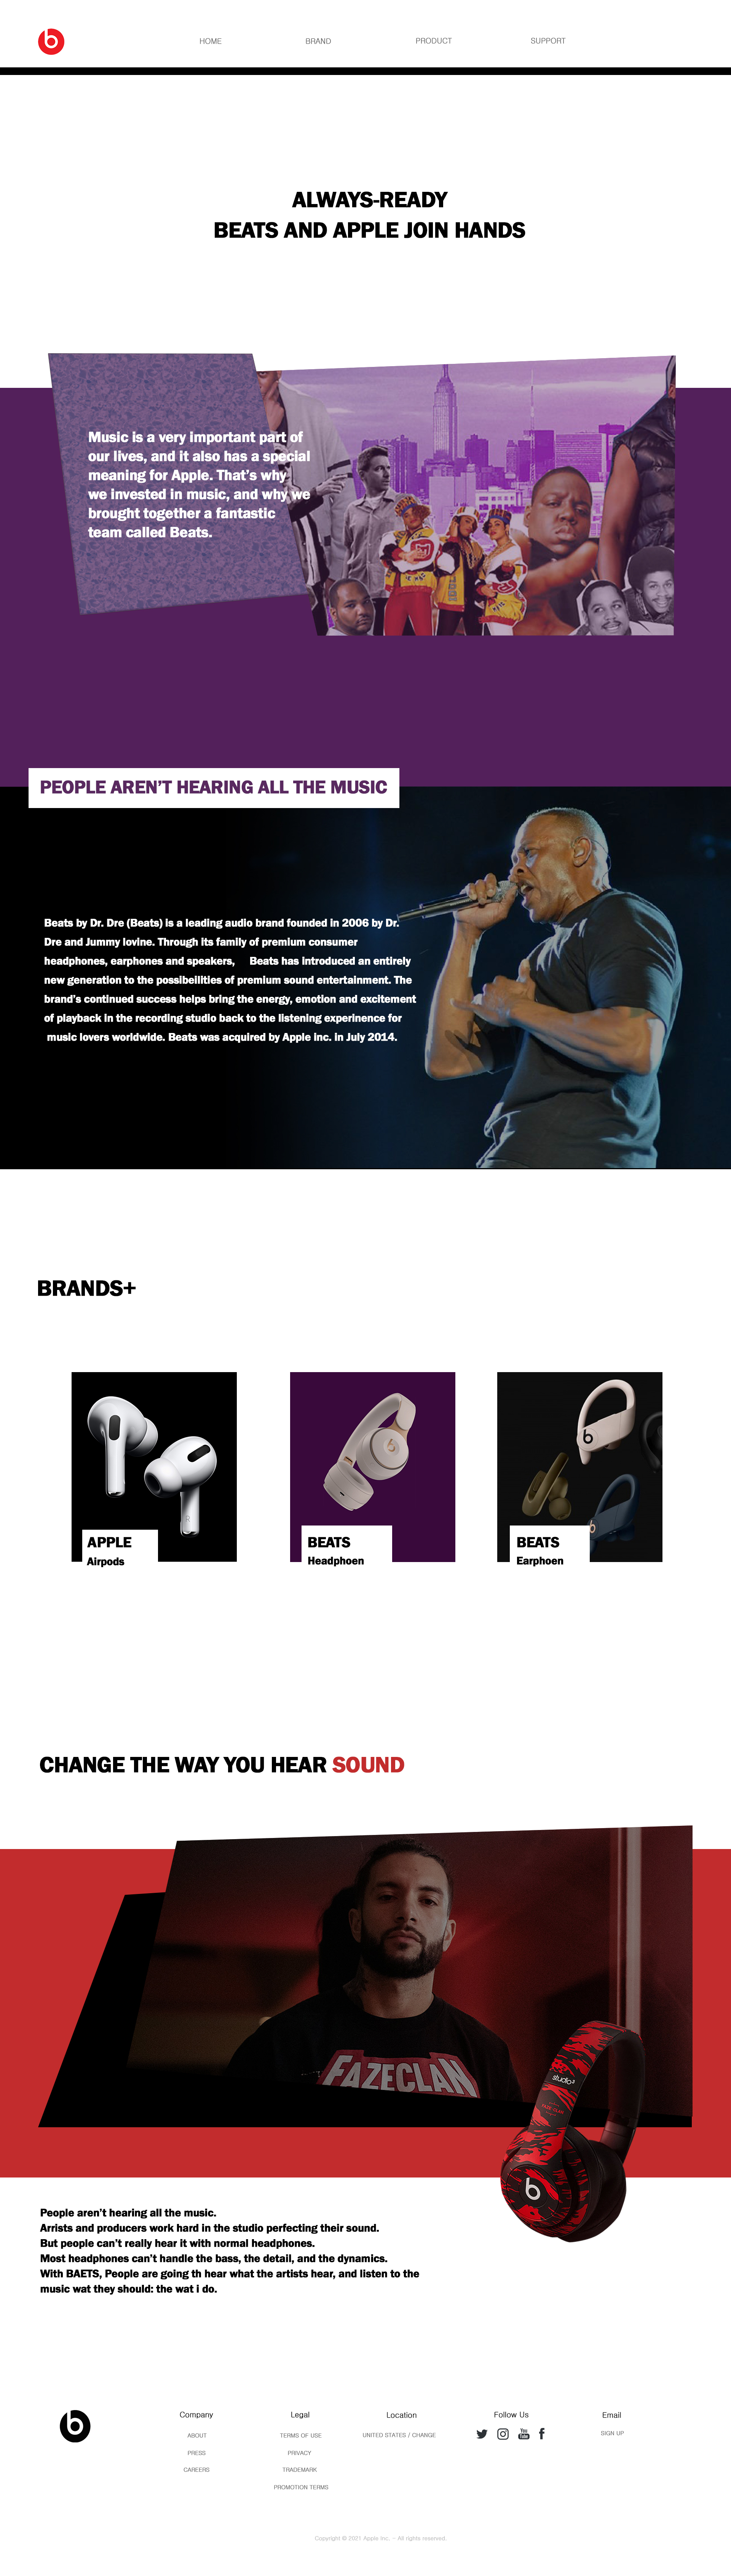 b
HOME
BRAND
PRODUCT
SUPPORT
ALWAYS-READY
BEATS AND APPLE JOIN HANDS
Music is a very important part of
our lives, and it also has a special
meaning for Apple. That's why
we invested in music, and why we
brought together a fantastic
team called Beats.
PEOPLE AREN'T HEARING ALL THE MUSIC
Beats by Dr. Dre (Beats) is a leading audio brand founded in 2006 by Dr.
Dre and Jummy Iovine. Through its family of premium consumer
headphones, earphones and speakers, Beats has introduced an entirely
new generation to the possibeilities of premium sound entertainment. The
brand's continued success helps bring the energy, emotion and excitement
of playback in the recording studio back to the listening experinence for
music lovers worldwide. Beats was acquired by Apple Inc. in July 2014.
BRANDS+
APPLE
Airpods
BEATS
Headphoen
BEATS
Earphoen
CHANGE THE WAY YOU HEAR SOUND
FAZECLAN
studio3
b
People aren't hearing all the music.
Arrists and producers work hard in the studio perfecting their sound.
But people can't really hear it with normal headphones.
Most headphones can't handle the bass, the detail, and the dynamics.
With BAETS, People are going th hear what the artists hear, and listen to the
music wat they should: the wat i do.
b
Company
ABOUT
PRESS
CAREERS
Legal
TERMS OF USE
PRIVACY
TRADEMARK
PROMOTION TERMS
Location
UNITED STATES / CHANGE
Follow Us
You
Tube
Email
SIGN UP
Copyright © 2021 Apple Inc. - All rights reserved.